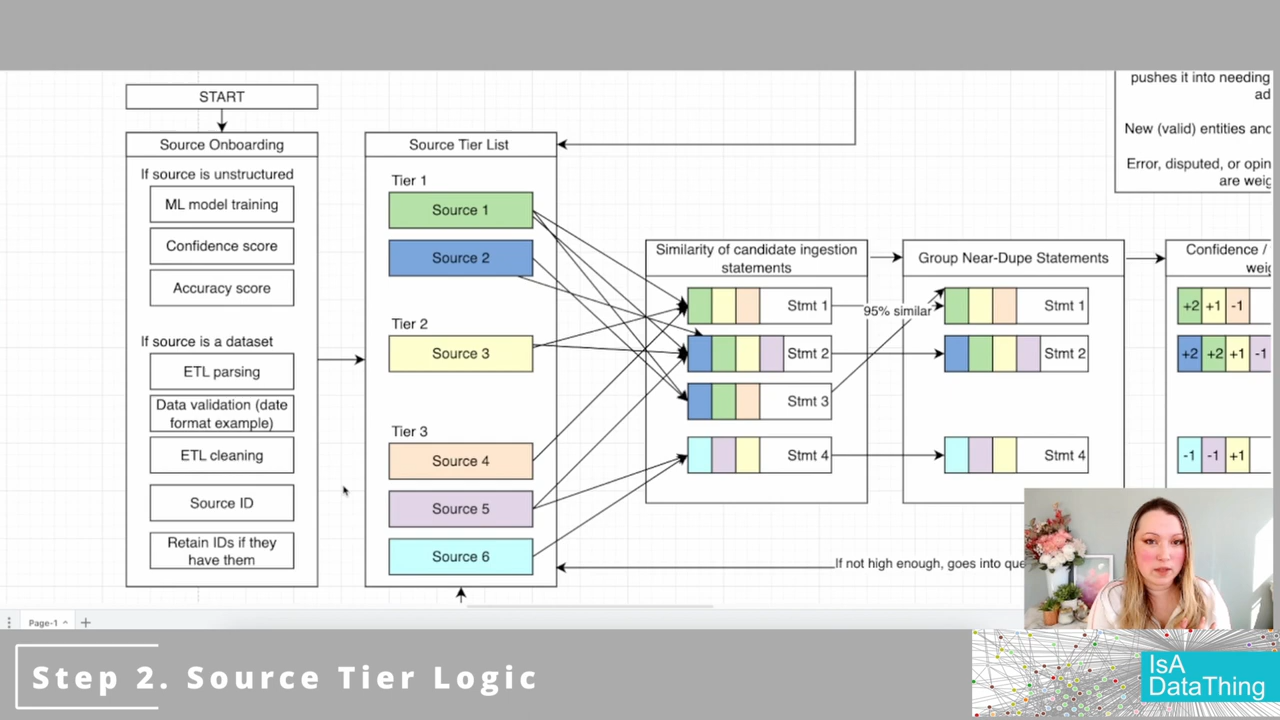 START
Source Onboarding
If source is unstructured
ML model training
Confidence score
Accuracy score
If source is a dataset
ETL parsing
Data validation (date
format example)
ETL cleaning
Source ID
Retain IDs if they
have them
Source Tier List
Tier 1
Source 1
Source 2
Tier 2
Source 3
Tier 3
Source 4
Source 5
Source 6
Similarity of candidate ingestion
statements
Stmt 1
Stmt 2
Stmt 3
Stmt 4
95% similar
Group Near-Dupe Statements
Stmt 1
Stmt 2
Stmt 4
Confidence /
+2 +1 -1
+2 +2 +1 -1
-1 -1 +1
pushes it into needing
New (valid) entities
Error, disputed, or
are
If not high enough, goes into
Page-1
Step 2. Source Tier Logic
IsA
DataThing